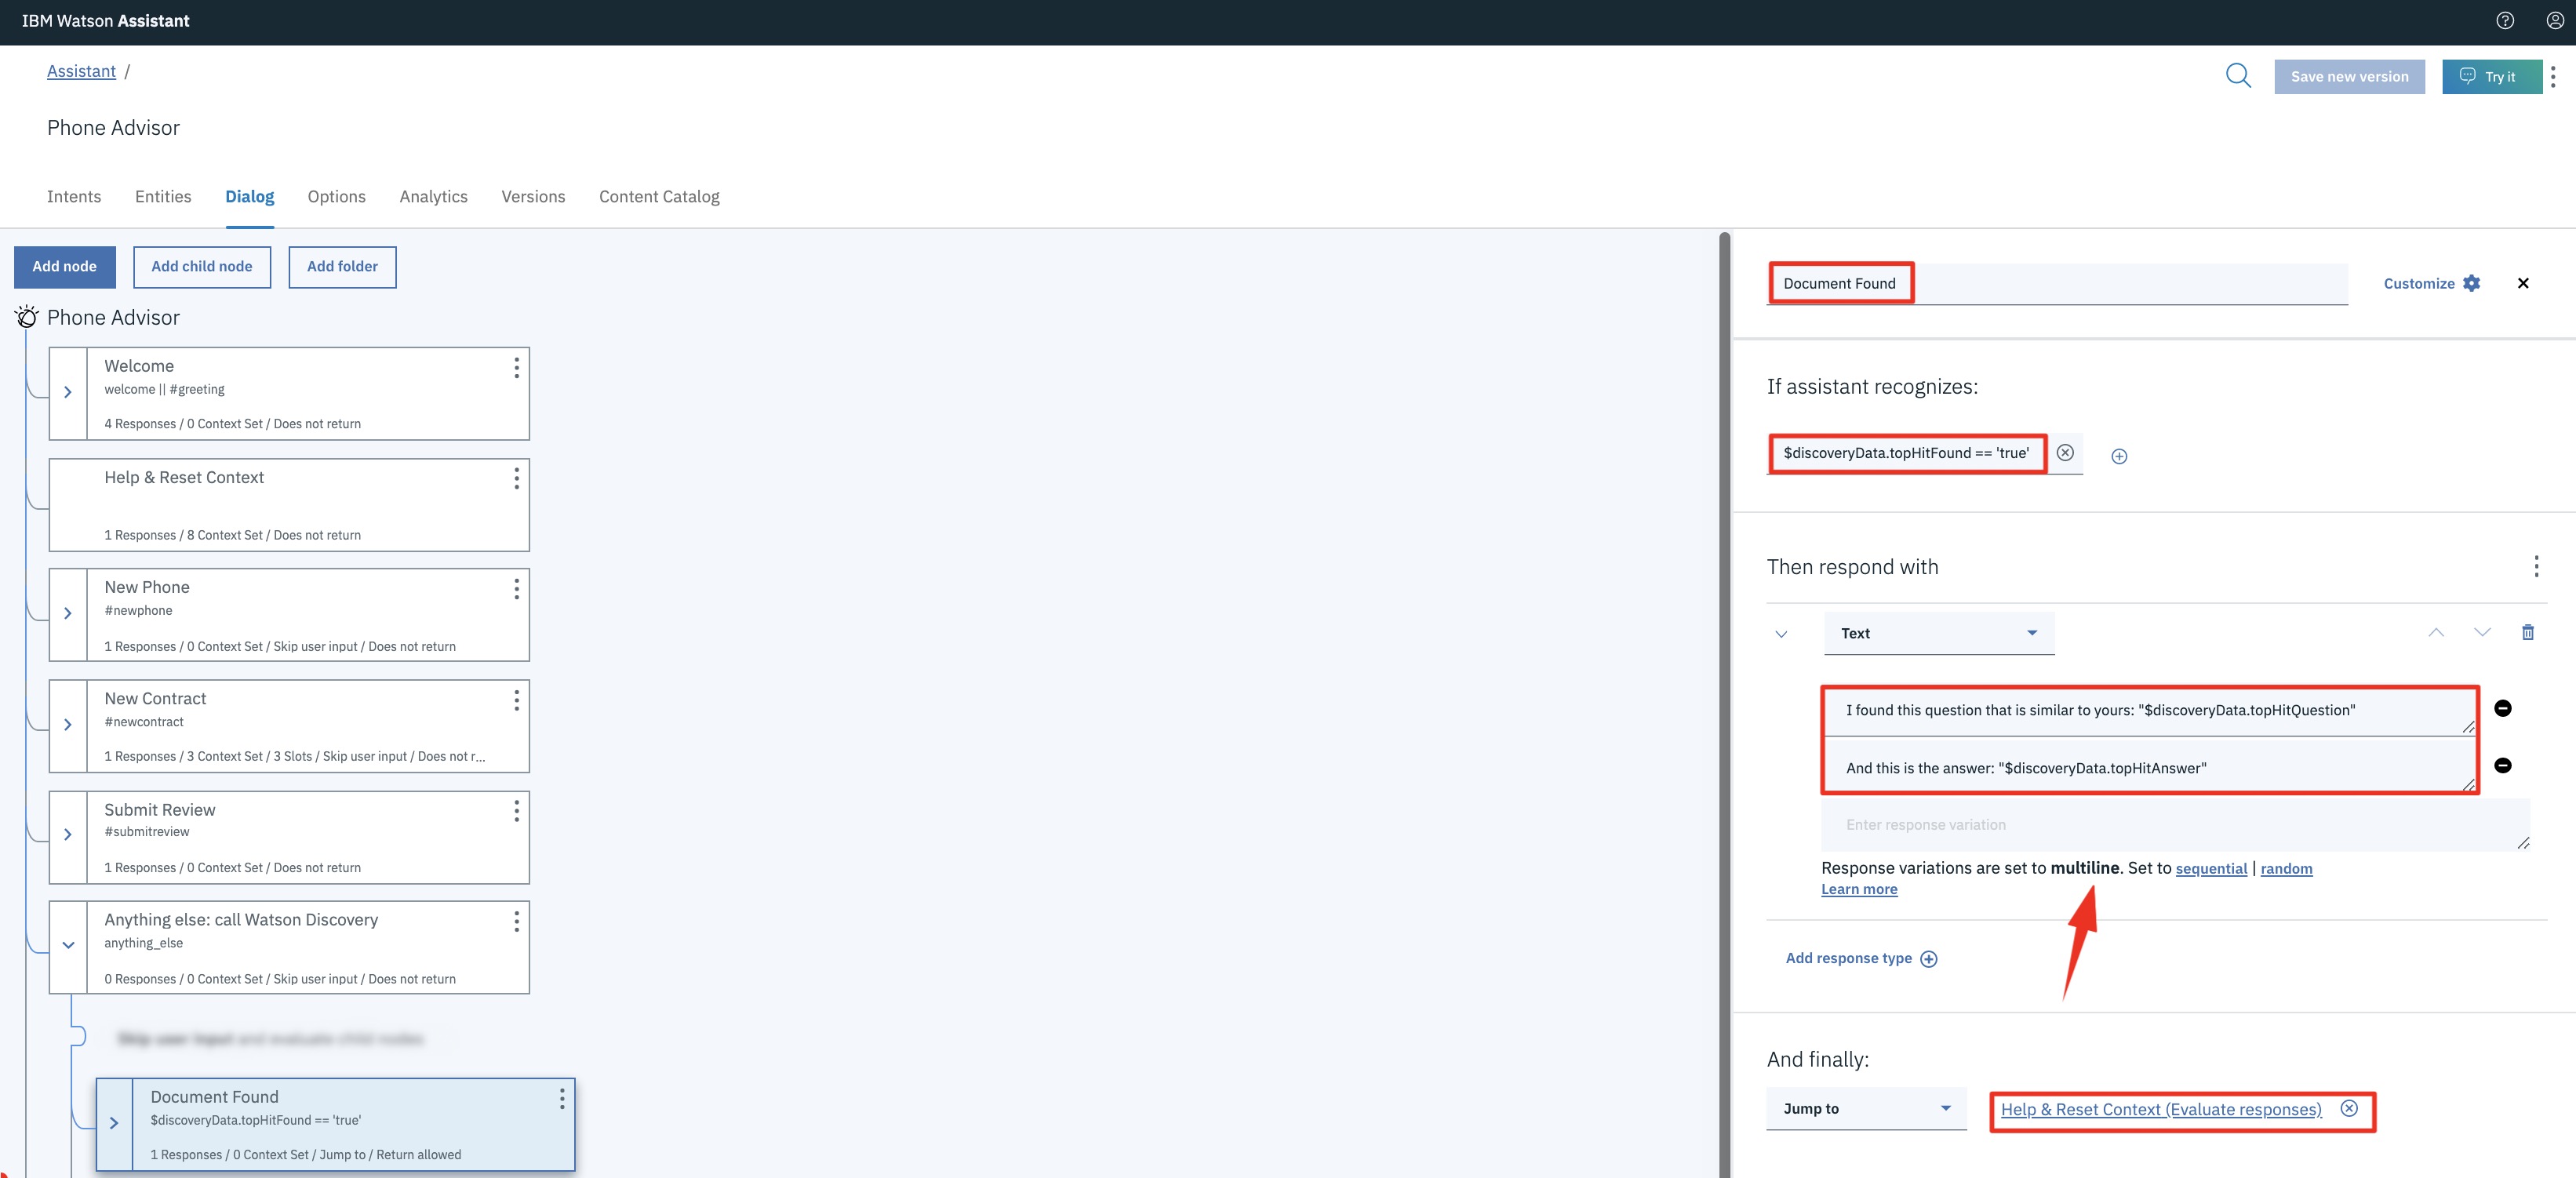 IBM Watson Assistant
Assistant /
Save new version
Try it
Phone Advisor
Intents
Entities
Dialog
Options
Analytics
Versions
Content Catalog
Add node
Add child node
Add folder
Phone Advisor
Welcome
welcome || #greeting
4 Responses / 0 Context Set / Does not return
Help & Reset Context
1 Responses / 8 Context Set / Does not return
New Phone
#newphone
1 Responses / 0 Context Set / Skip user input / Does not return
New Contract
#newcontract
1 Responses / 3 Context Set / 3 Slots / Skip user input / Does not r...
Submit Review
#submitreview
1 Responses / 0 Context Set / Does not return
Anything else: call Watson Discovery
anything_else
0 Responses / 0 Context Set / Skip user input / Does not return
Skip user input and evaluate child nodes
Document Found
$discoveryData.topHitFound == 'true'
1 Responses / 0 Context Set / Jump to / Return allowed
Document Found
Customize
If assistant recognizes:
$discoveryData.topHitFound == 'true'
Then respond with
Text
I found this question that is similar to yours: "$discoveryData.topHitQuestion"
And this is the answer: "$discoveryData.topHitAnswer"
Enter response variation
Response variations are set to multiline. Set to sequential | random
Learn more
Add response type
And finally:
Jump to
Help & Reset Context (Evaluate responses)